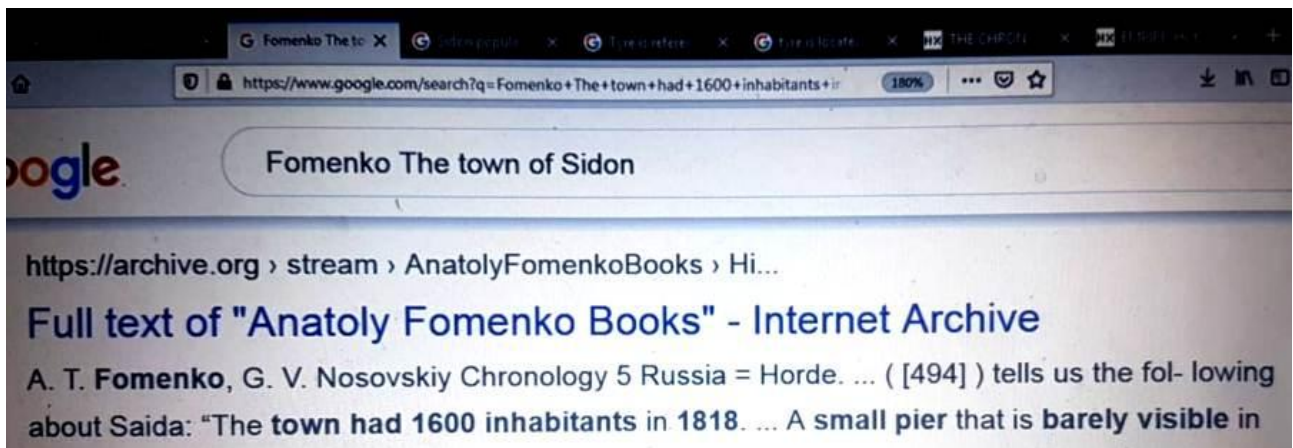 Fomenko The to
https://www.google.com/search?q=Fomenko+The+town+had+1600+inhabitants+ir
180%
oogle
Fomenko The town of Sidon
https://archive.org › stream › AnatolyFomenkoBooks › Hi...
Full text of "Anatoly Fomenko Books" - Internet Archive
A. T. Fomenko, G. V. Nosovskiy Chronology 5 Russia = Horde. ... ( [494] ) tells us the fol- lowing
about Saida: “The town had 1600 inhabitants in 1818. ... A small pier that is barely visible in